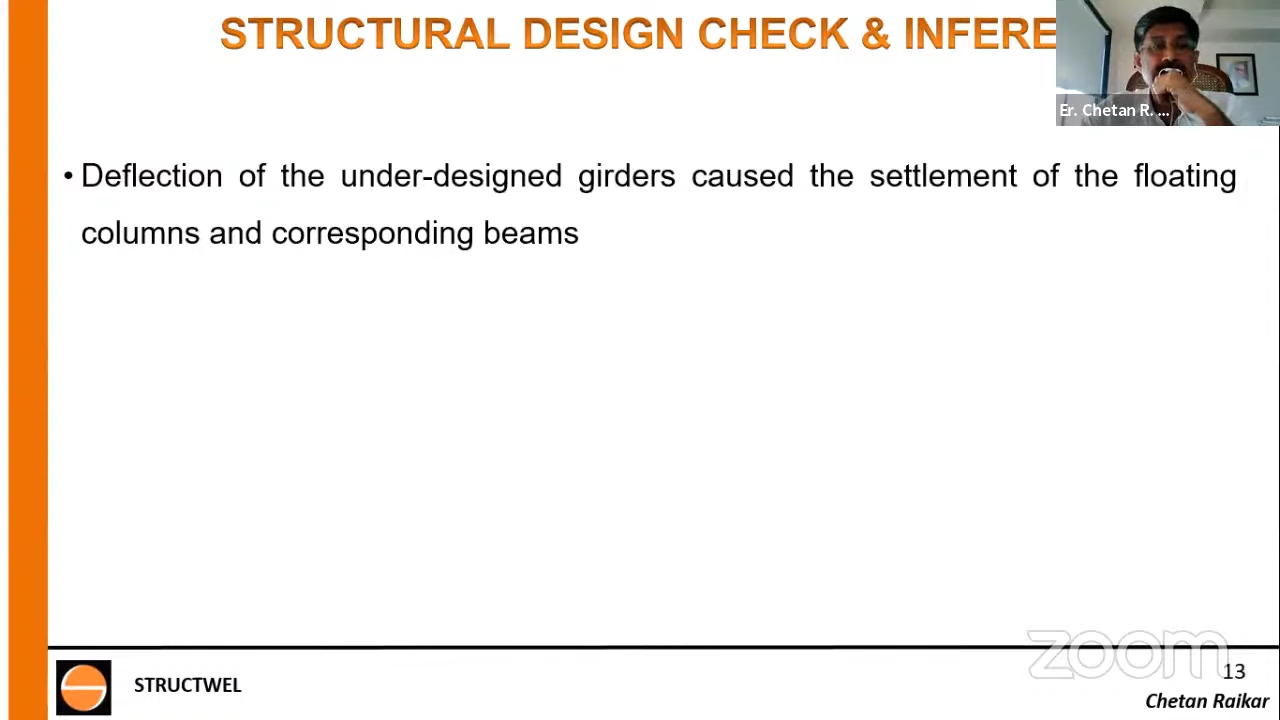 STRUCTURAL DESIGN CHECK & INFERE
Er. Chetan R. ...
• Deflection of the under-designed girders caused the settlement of the floating
columns and corresponding beams
zoom
13
STRUCTWEL
Chetan Raikar